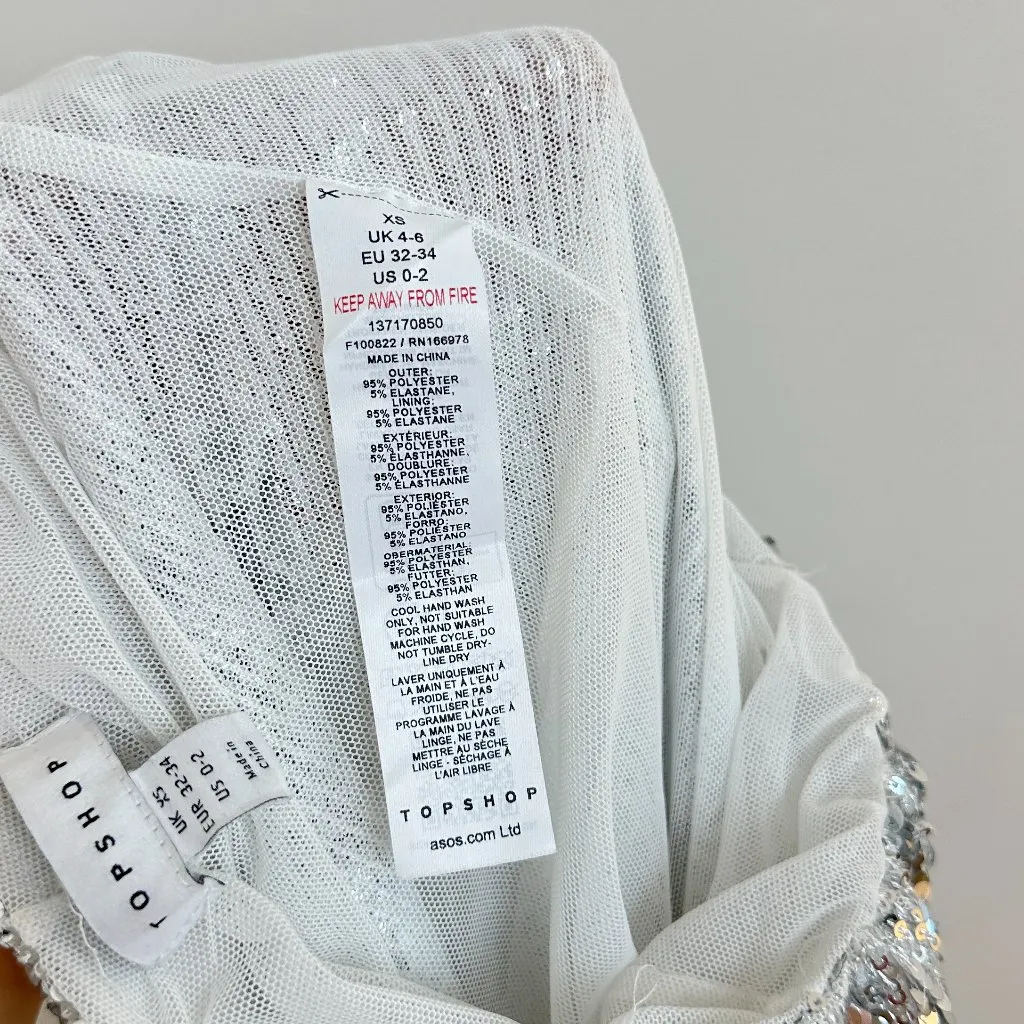 XS
UK 4-6
EU 32-34
US 0-2
KEEP AWAY FROM FIRE
137170850
F100822 / RN166978
MADE IN CHINA
OUTER:
95% POLYESTER
5% ELASTANE,
LINING:
95% POLYESTER
5% ELASTANE
EXTÉRIEUR:
95% POLYESTER
5% ÉLASTHANNE,
DOUBLURE:
95% POLYESTER
5% ÉLASTHANNE
EXTERIOR:
95% POLIÉSTER
5% ELASTANO,
FORRO:
95% POLIÉSTER
5% ELASTANO
OBERMATERIAL:
95% POLYESTER
5% ELASTHAN,
FUTTER:
95% POLYESTER
5% ELASTHAN
COOL HAND WASH
ONLY, NOT SUITABLE
FOR HAND WASH
MACHINE CYCLE, DO
NOT TUMBLE DRY-
LINE DRY
LAVER UNIQUEMENT À
LA MAIN ET À L'EAU
FROIDE, NE PAS
UTILISER LE
PROGRAMME LAVAGE À
LA MAIN DU LAVE
LINGE, NE PAS
METTRE AU SÈCHE
LINGE - SÉCHAGE À
L'AIR LIBRE
TOPSHOP
asos.com Ltd
TOPSHOP
UK XS
EUR 32-34
US 0-2
Made in
China